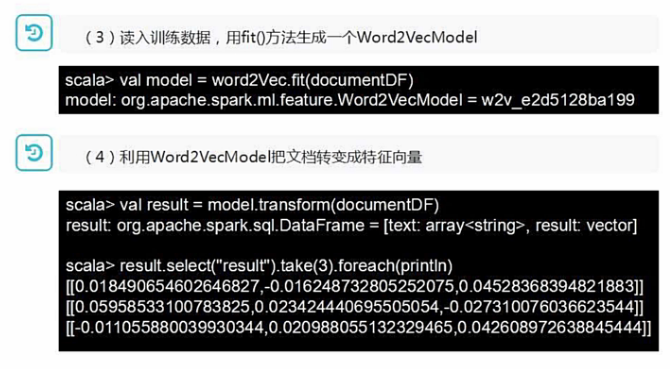 （3）读入训练数据，用fit()方法生成一个Word2VecModel
scala> val model = word2Vec.fit(documentDF)
model: org.apache.spark.ml.feature.Word2VecModel = w2v_e2d5128ba199
（4）利用Word2VecModel把文档转变成特征向量
scala> val result = model.transform(documentDF)
result: org.apache.spark.sql.DataFrame = [text: array<string>, result: vector]
scala> result.select("result").take(3).foreach(println)
[[0.018490654602646827,-0.016248732805252075,0.04528368394821883]]
[[0.05958533100783825,0.023424440695505054,-0.027310076036623544]]
[[-0.011055880039930344,0.020988055132329465,0.042608972638845444]]